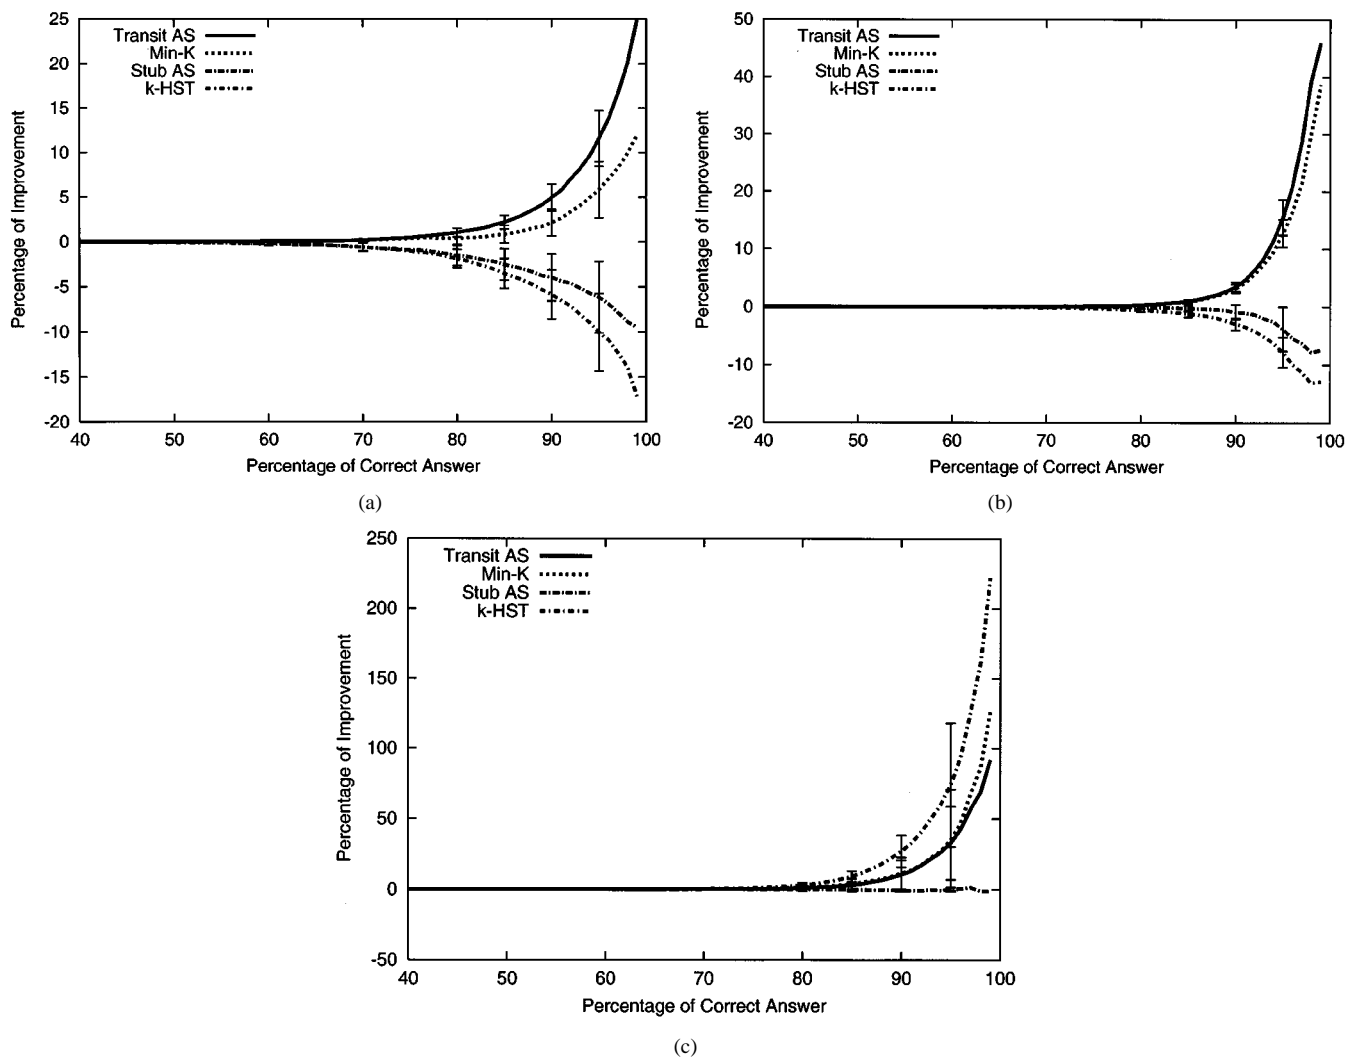 25
20
15
10
5
0
-5
-10
-15
-20
Transit AS
Min-K
Stub AS
k-HST
Percentage of Improvement
40 50 60 70 80 90 100
Percentage of Correct Answer
(a)
50
40
30
20
10
0
-10
-20
Transit AS
Min-K
Stub AS
k-HST
Percentage of Improvement
40 50 60 70 80 90 100
Percentage of Correct Answer
(b)
250
200
150
100
50
0
-50
Transit AS
Min-K
Stub AS
k-HST
Percentage of Improvement
40 50 60 70 80 90 100
Percentage of Correct Answer
(c)